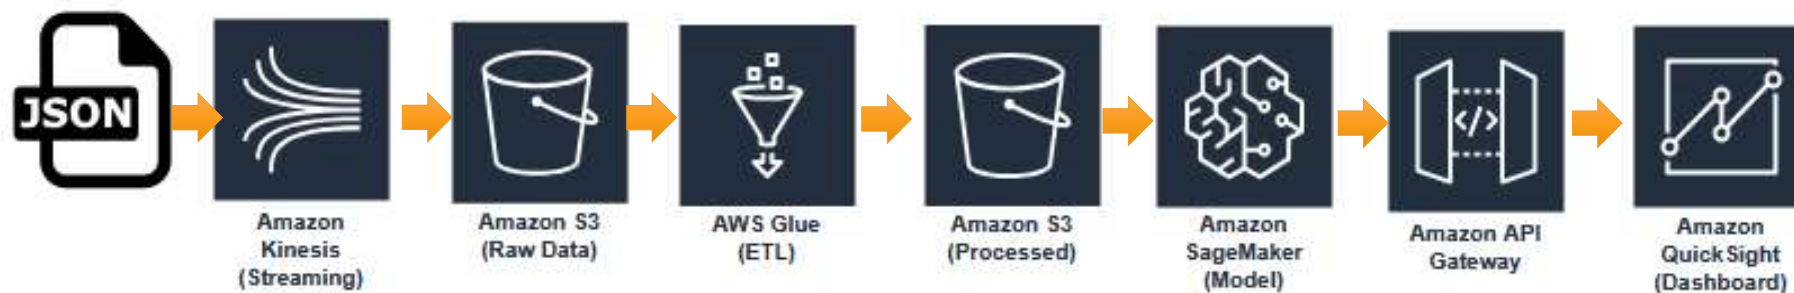 JSON
Amazon
Kinesis
(Streaming)
Amazon S3
(Raw Data)
AWS Glue
(ETL)
Amazon S3
(Processed)
Amazon
SageMaker
(Model)
</>
Amazon API
Gateway
Amazon
QuickSight
(Dashboard)